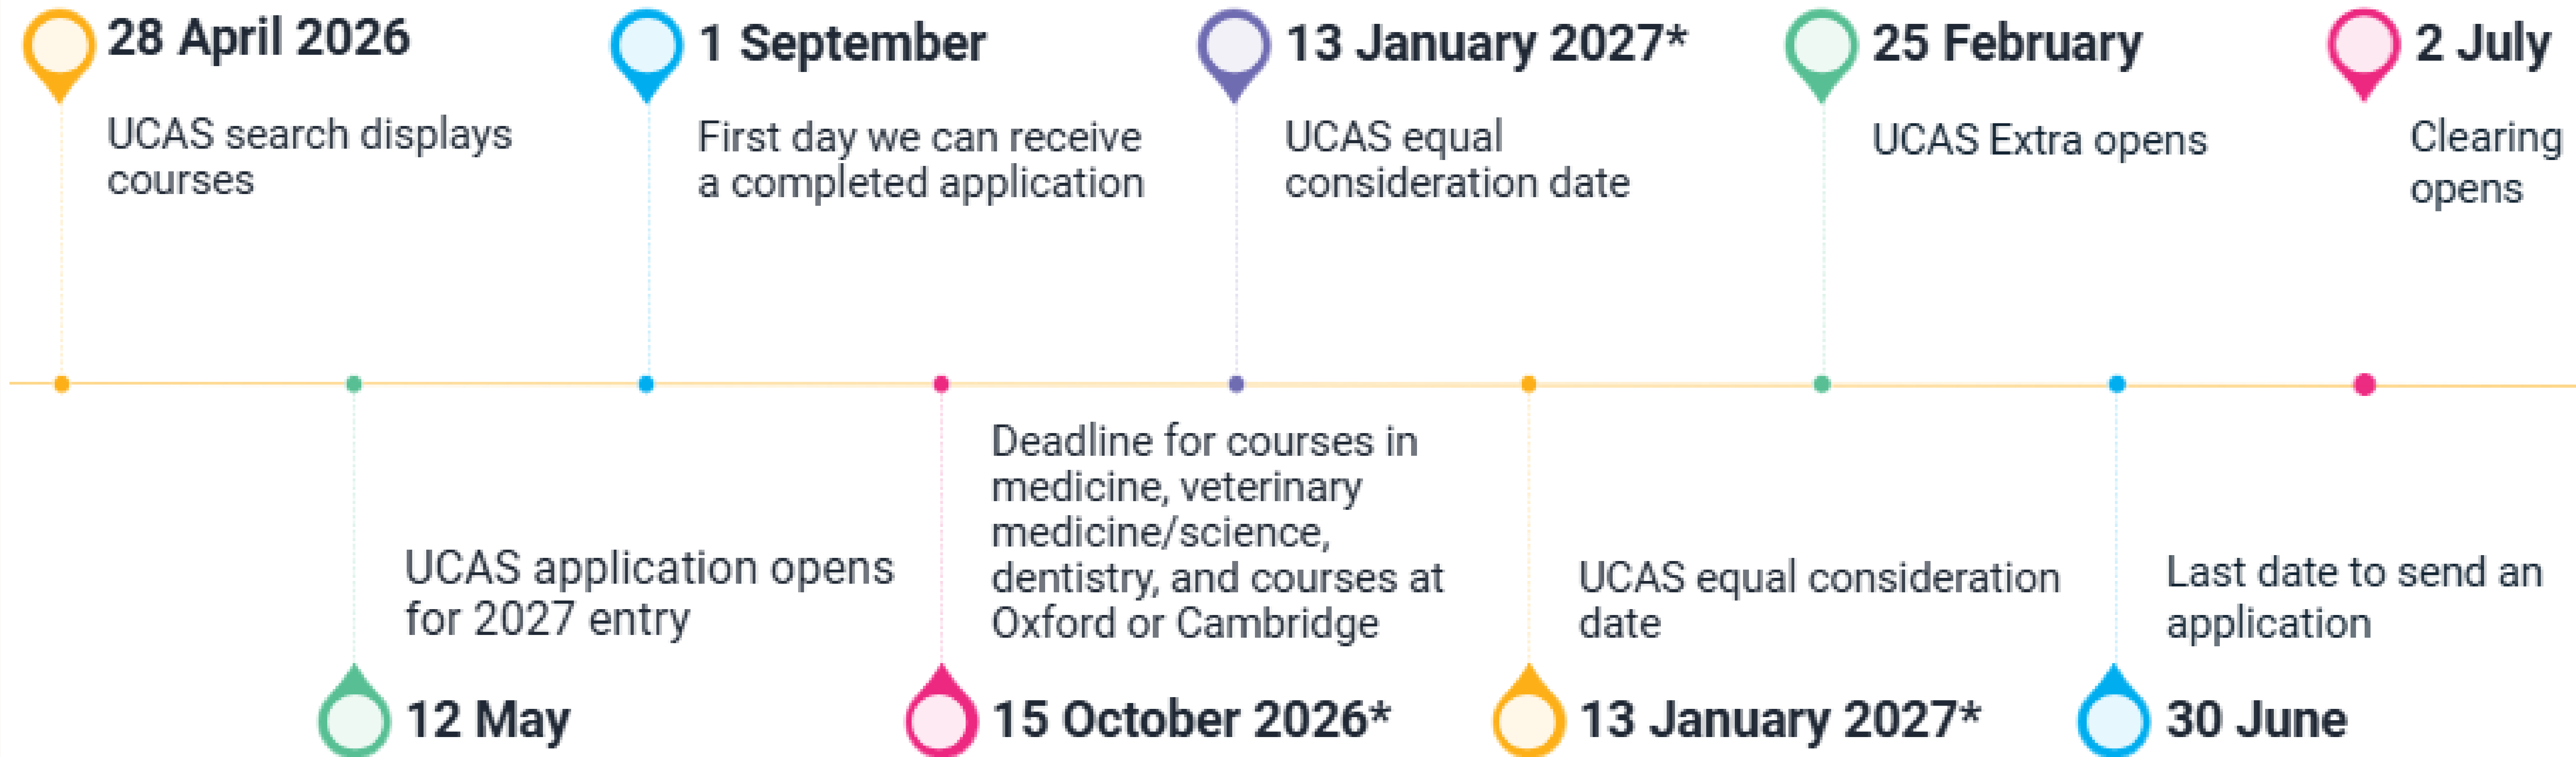 28 April 2026
UCAS search displays
courses
1 September
First day we can receive
a completed application
13 January 2027*
UCAS equal
consideration date
25 February
UCAS Extra opens
2 July
Clearing
opens
UCAS application opens
for 2027 entry
12 May
Deadline for courses in
medicine, veterinary
medicine/science,
dentistry, and courses at
Oxford or Cambridge
15 October 2026*
UCAS equal consideration
date
13 January 2027*
Last date to send an
application
30 June